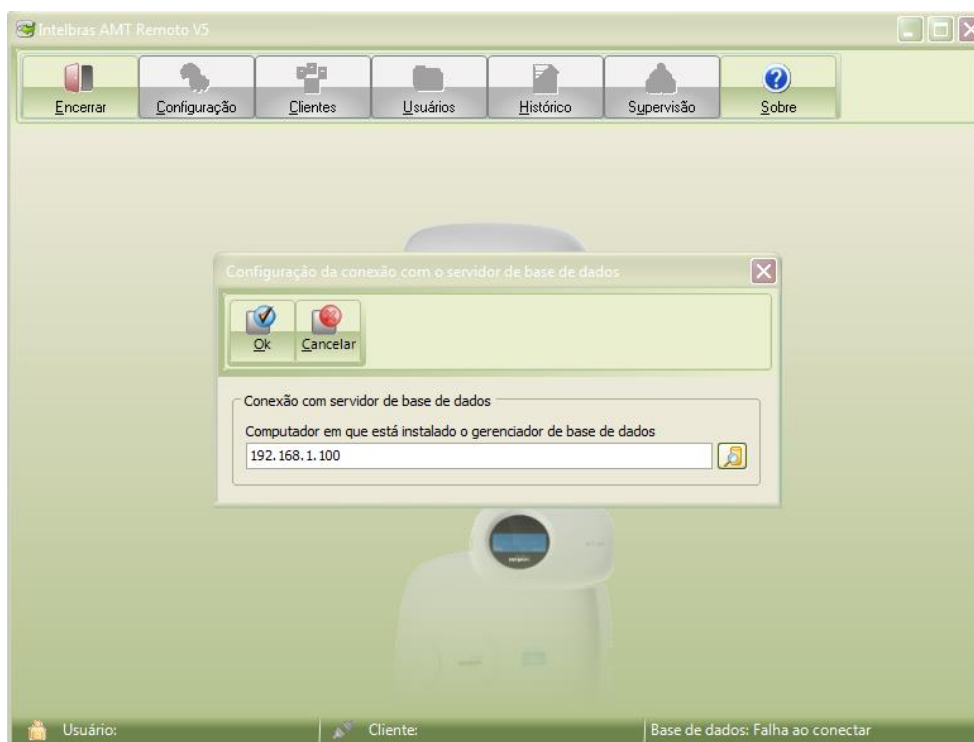 Intelbras AMT Remoto V5
Encerrar Configuração Clientes Usuários Histórico Supervisão Sobre
Configuração da conexão com o servidor de base de dados
Ok Cancelar
Conexão com servidor de base de dados
Computador em que está instalado o gerenciador de base de dados
192.168.1.100
Usuário: Cliente: Base de dados: Falha ao conectar